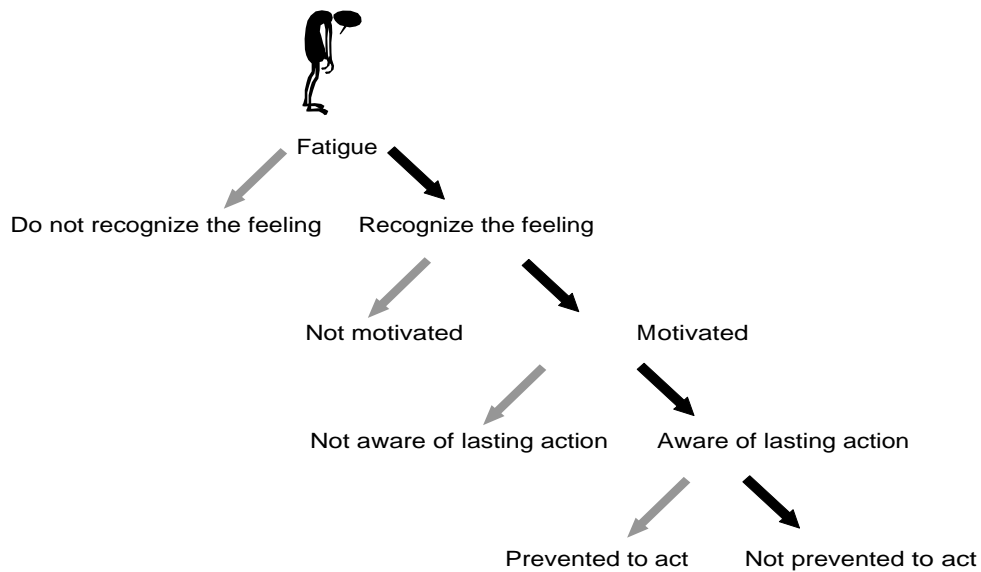 Fatigue
Do not recognize the feeling Recognize the feeling
Not motivated Motivated
Not aware of lasting action Aware of lasting action
Prevented to act Not prevented to act